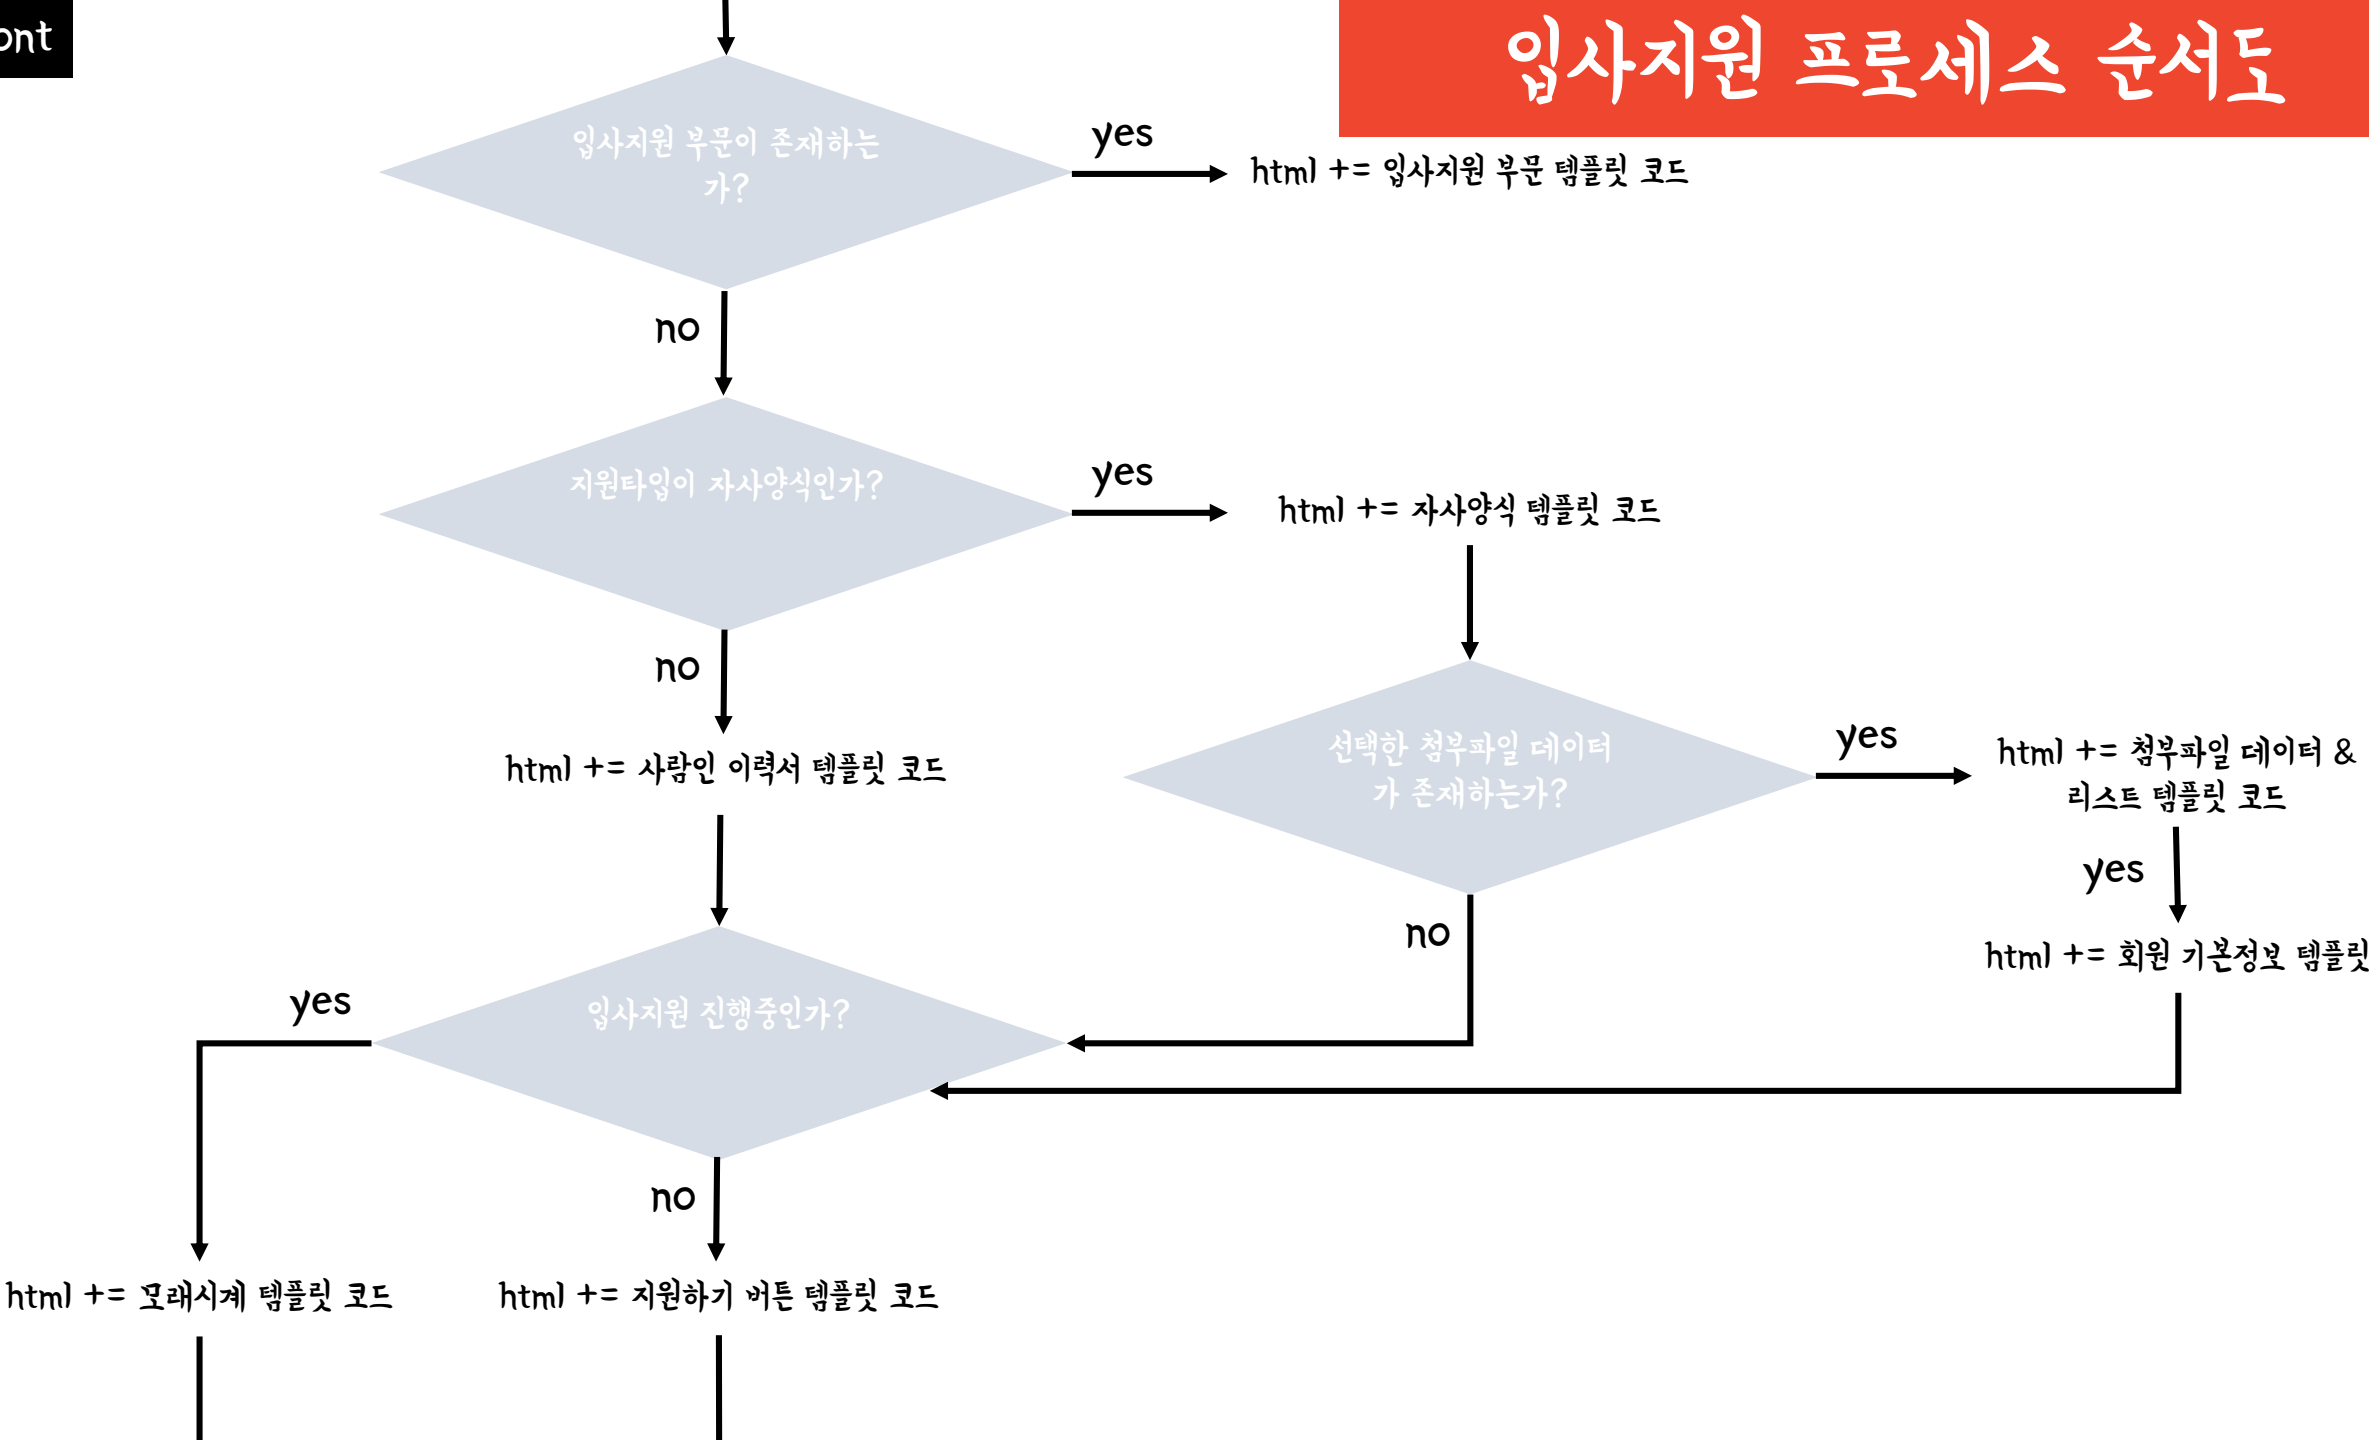 ont
입사지원 프로세스 순서도
입사지원 부문이 존재하는
가?
yes
html += 입사지원 부문 템플릿 코드
no
지원타입이 자사양식인가?
yes
html += 자사양식 템플릿 코드
no
html += 사람인 이력서 템플릿 코드
선택한 첨부파일 데이터
가 존재하는가?
yes
html += 첨부파일 데이터 &
리스트 템플릿 코드
yes
html += 회원 기본정보 템플릿
no
입사지원 진행중인가?
yes
no
html += 모래시계 템플릿 코드
html += 지원하기 버튼 템플릿 코드